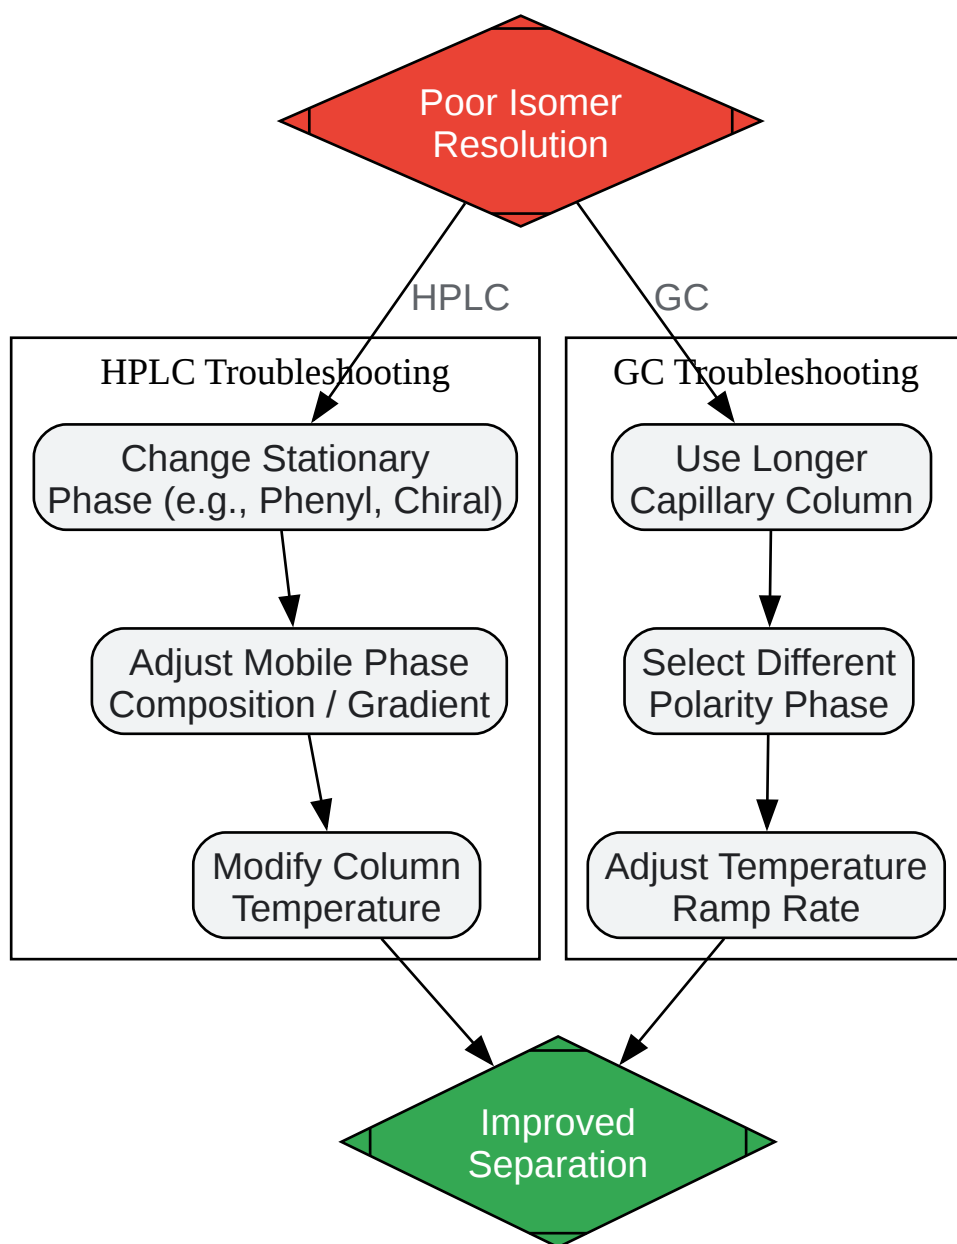 Poor Isomer
Resolution
HPLC
GC
HPLC Troubleshooting
Change Stationary
Phase (e.g., Phenyl, Chiral)
Adjust Mobile Phase
Composition / Gradient
Modify Column
Temperature
GC Troubleshooting
Use Longer
Capillary Column
Select Different
Polarity Phase
Adjust Temperature
Ramp Rate
Improved
Separation